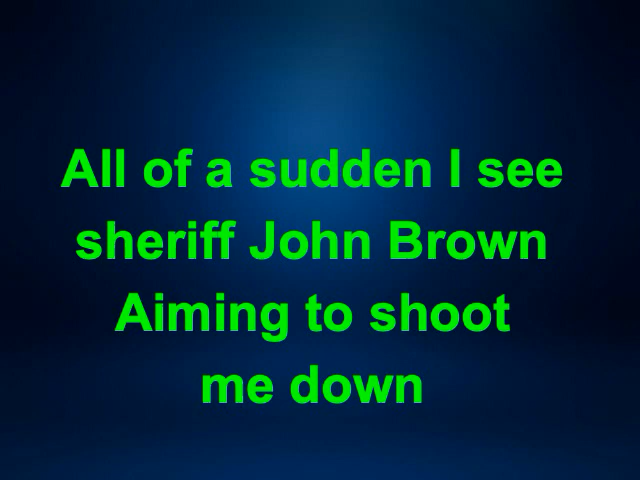 All of a sudden I see
sheriff John Brown
Aiming to shoot
me down